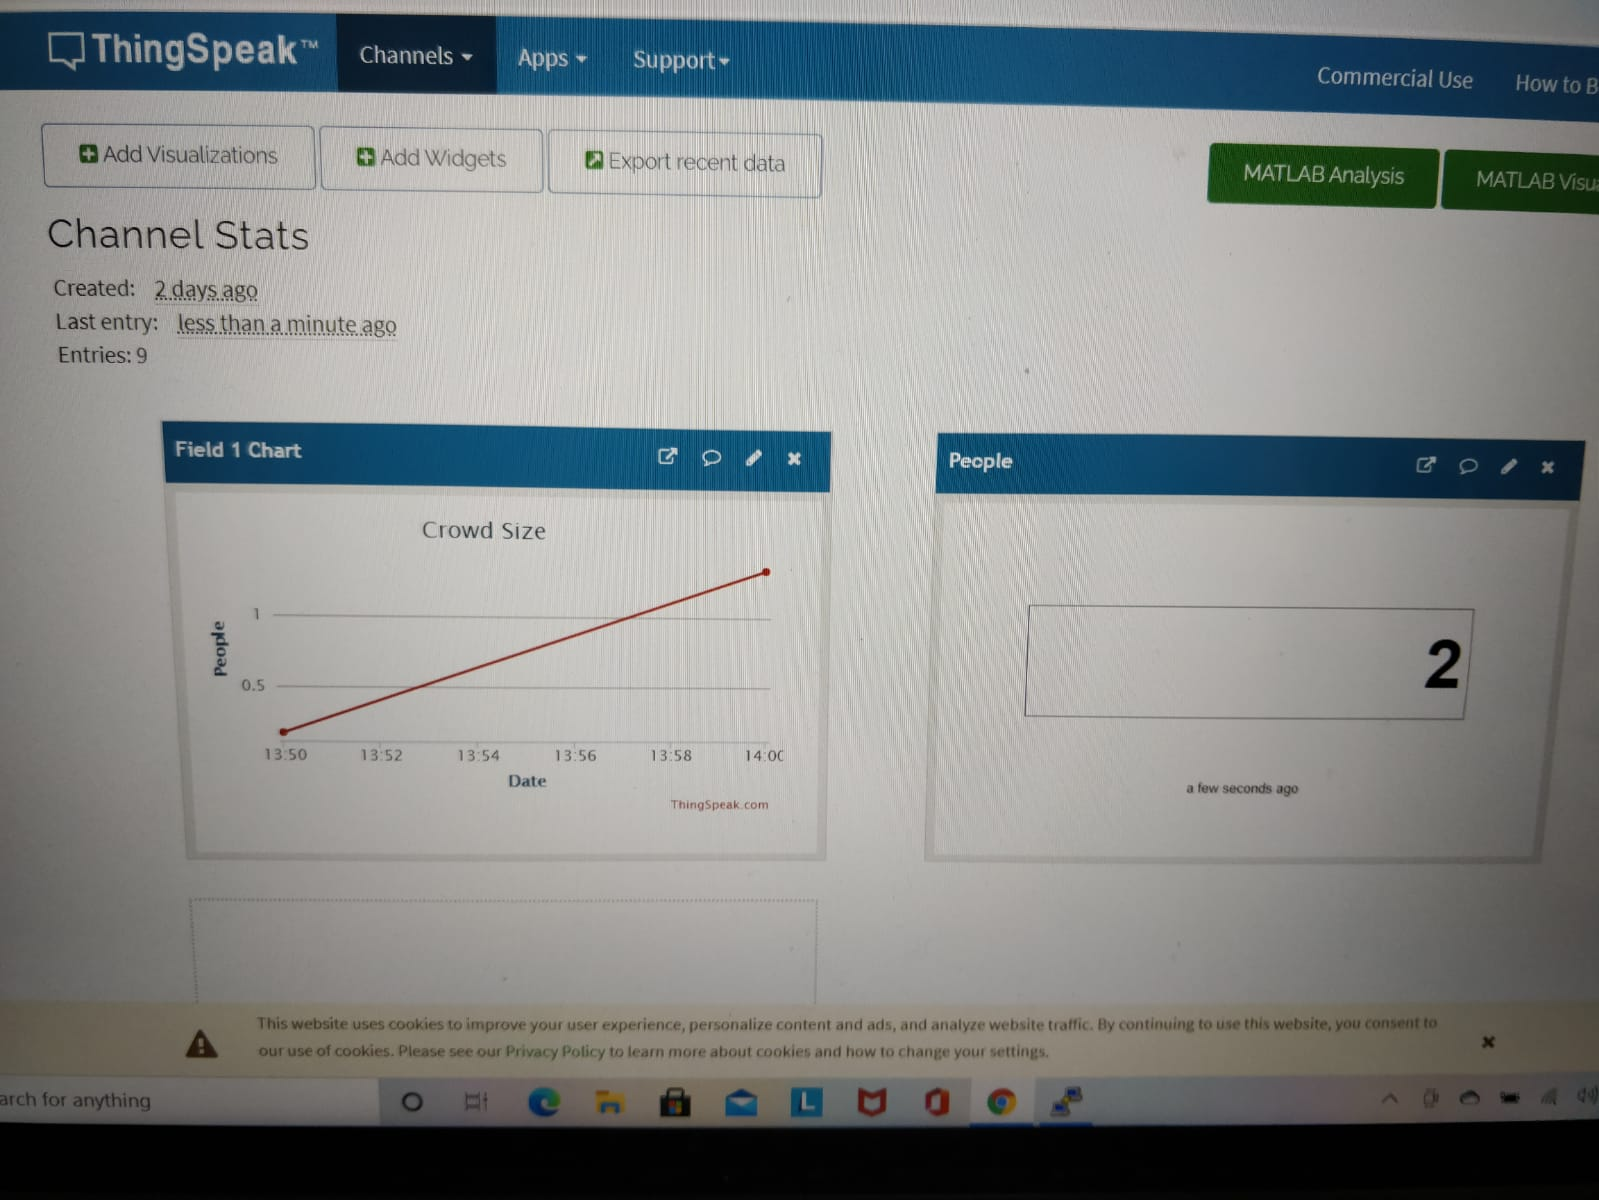 ThingSpeak™ Channels Apps Support Commercial Use How to B
Add Visualizations Add Widgets Export recent data MATLAB Analysis MATLAB Visua
Channel Stats
Created: 2 days ago
Last entry: less than a minute ago
Entries: 9
Field 1 Chart
Crowd Size
People
1
0.5
13:50 13:52 13:54 13:56 13:58 14:00
Date
ThingSpeak.com
People
2
a few seconds ago
This website uses cookies to improve your user experience, personalize content and ads, and analyze website traffic. By continuing to use this website, you consent to
our use of cookies. Please see our Privacy Policy to learn more about cookies and how to change your settings.
arch for anything